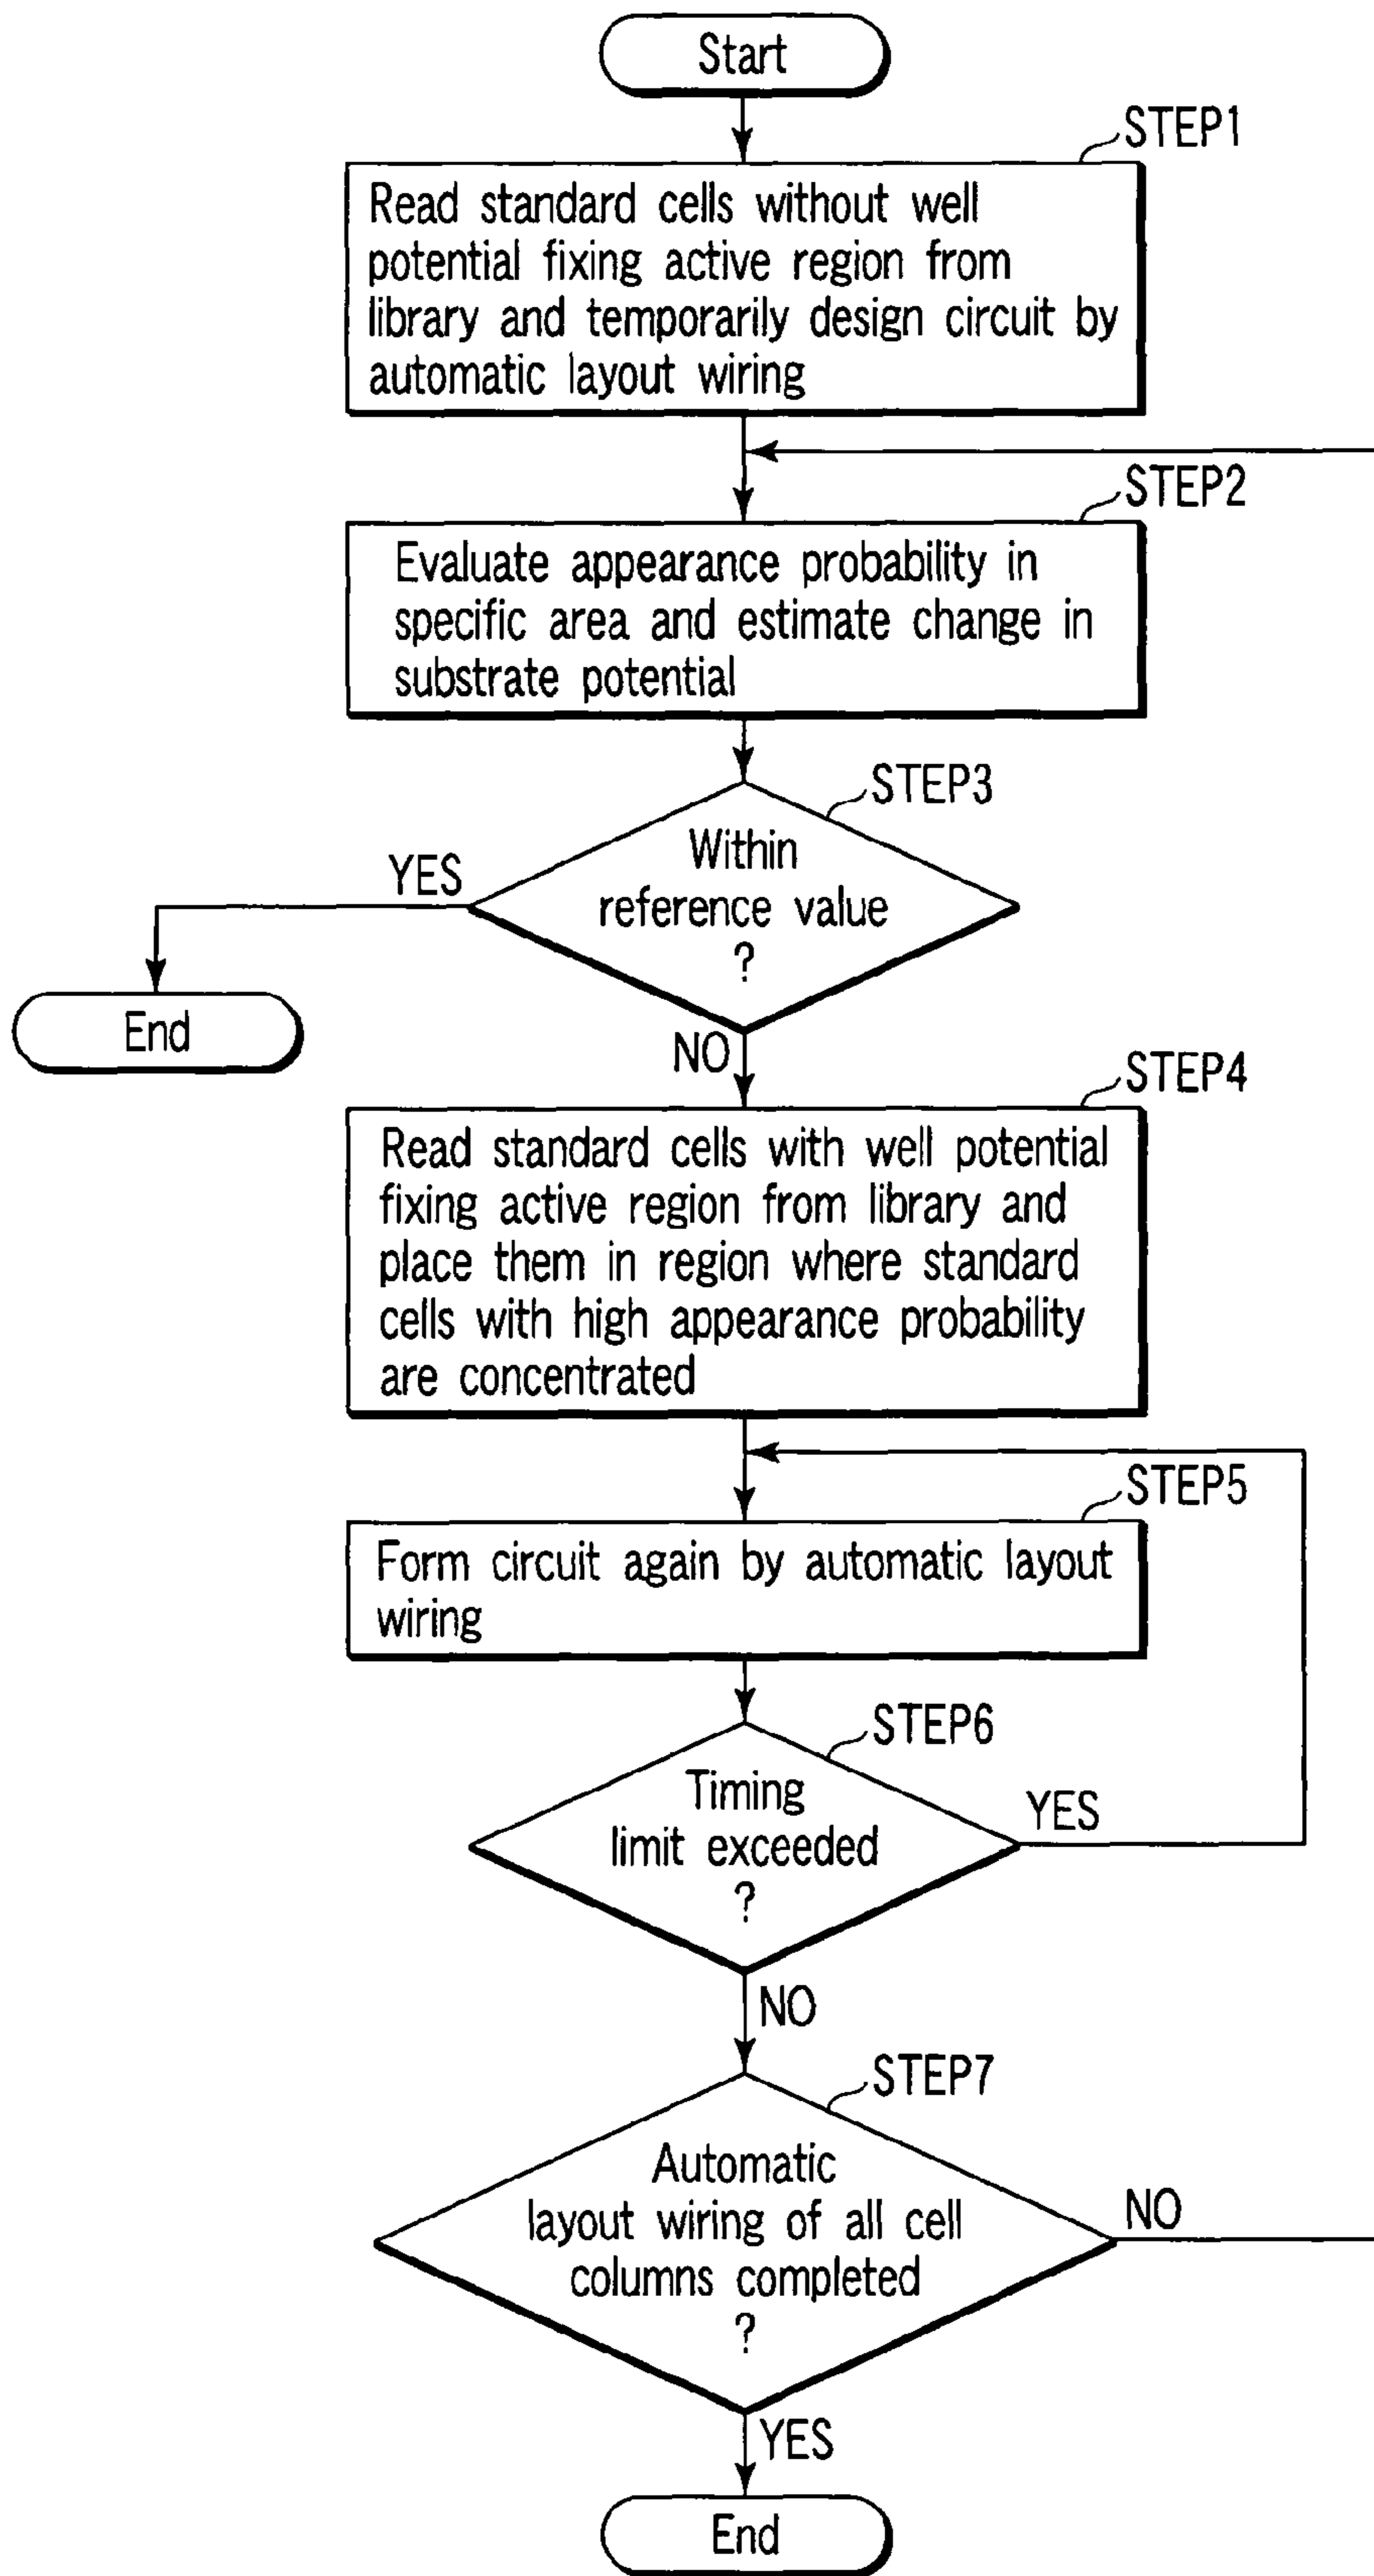 Start
STEP1
Read standard cells without well
potential fixing active region from
library and temporarily design circuit by
automatic layout wiring
STEP2
Evaluate appearance probability in
specific area and estimate change in
substrate potential
STEP3
Within
reference value
?
YES
End
NO
STEP4
Read standard cells with well potential
fixing active region from library and
place them in region where standard
cells with high appearance probability
are concentrated
STEP5
Form circuit again by automatic layout
wiring
STEP6
Timing
limit exceeded
?
YES
NO
STEP7
Automatic
layout wiring of all cell
columns completed
?
NO
YES
End